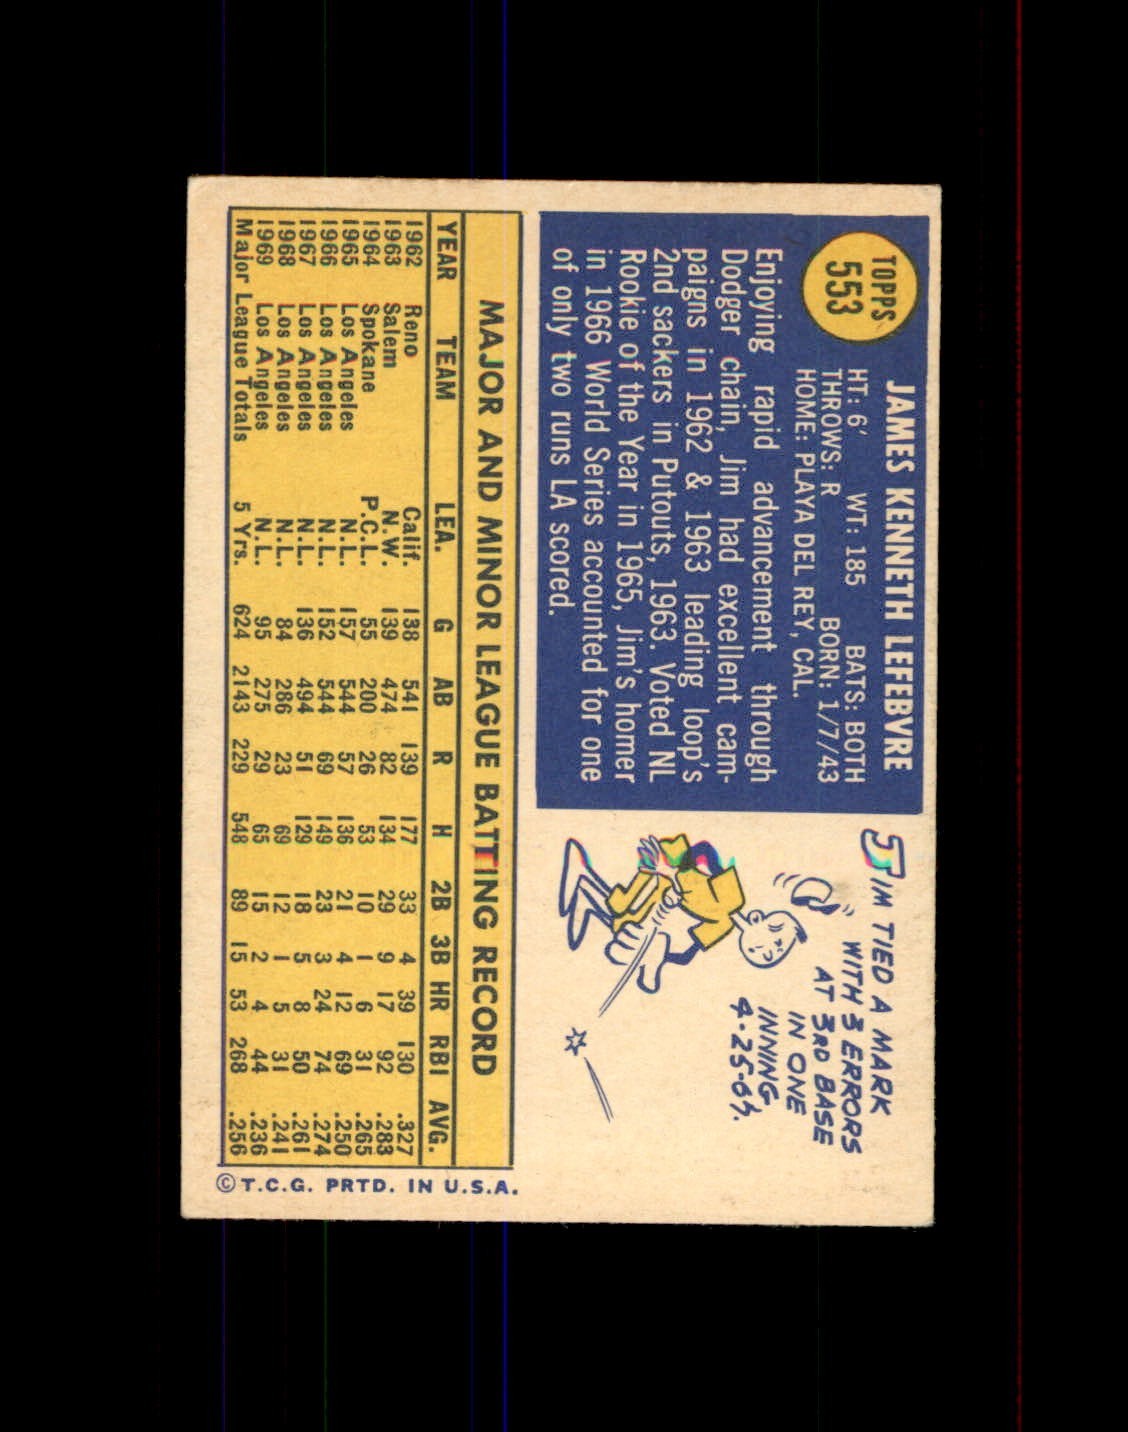 TOPPS
553
JAMES KENNETH LEFEBVRE
HT: 6' WT: 185 BATS: BOTH
THROWS: R BORN: 1/7/43
HOME: PLAYA DEL REY, CAL.
Enjoying rapid advancement through
Dodger chain, Jim had excellent cam-
paigns in 1962 & 1963 leading loop's
2nd sackers in Putouts, 1963. Voted NL
Rookie of the Year in 1965, Jim's homer
in 1966 World Series accounted for one
of only two runs LA scored.
JIM TIED A MARK
WITH 3 ERRORS
AT 3RD BASE
IN ONE
INNING
4-25-67.
MAJOR AND MINOR LEAGUE BATTING RECORD
YEAR TEAM LEA. G AB R H 2B 3B HR RBI AVG.
1962 Reno Calif. 138 541 139 177 33 4 39 130 .327
1963 Salem N.W. 139 474 82 134 29 9 17 92 .283
1964 Spokane P.C.L. 55 200 26 53 10 1 6 31 .265
1965 Los Angeles N.L. 157 544 57 136 21 4 12 69 .250
1966 Los Angeles N.L. 152 544 69 149 23 3 24 74 .274
1967 Los Angeles N.L. 136 494 51 129 18 5 8 50 .261
1968 Los Angeles N.L. 84 286 23 69 12 1 5 31 .241
1969 Los Angeles N.L. 95 275 29 65 15 2 4 44 .236
Major League Totals 5 Yrs. 624 2143 229 548 89 15 53 268 .256
© T.C.G. PRTD. IN U.S.A.